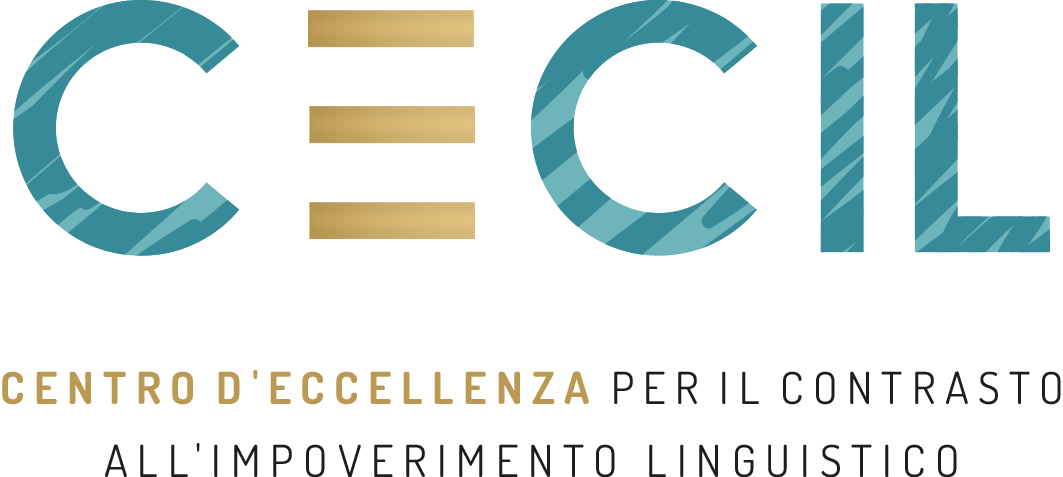 CECIL
CENTRO D'ECCELLENZA PER IL CONTRASTO
ALL'IMPOVERIMENTO LINGUISTICO